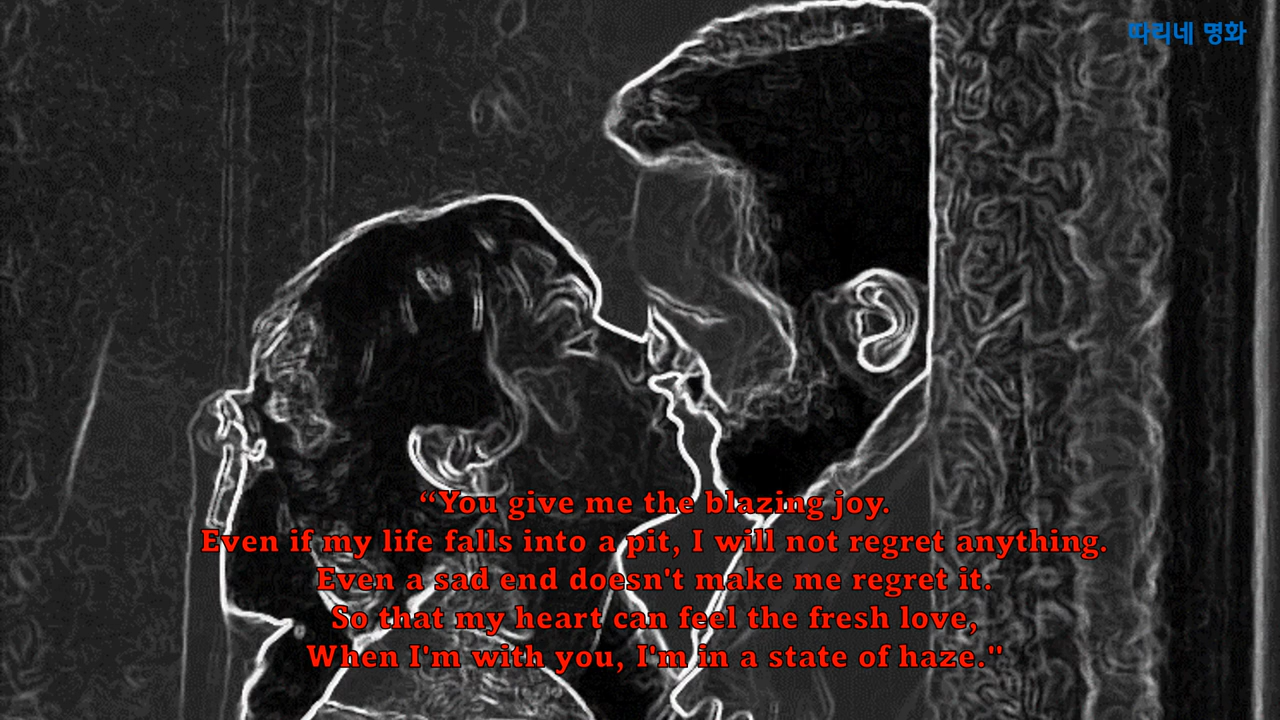 따리네 명화
“You give me the blazing joy.
Even if my life falls into a pit, I will not regret anything.
Even a sad end doesn't make me regret it.
So that my heart can feel the fresh love,
When I'm with you, I'm in a state of haze."